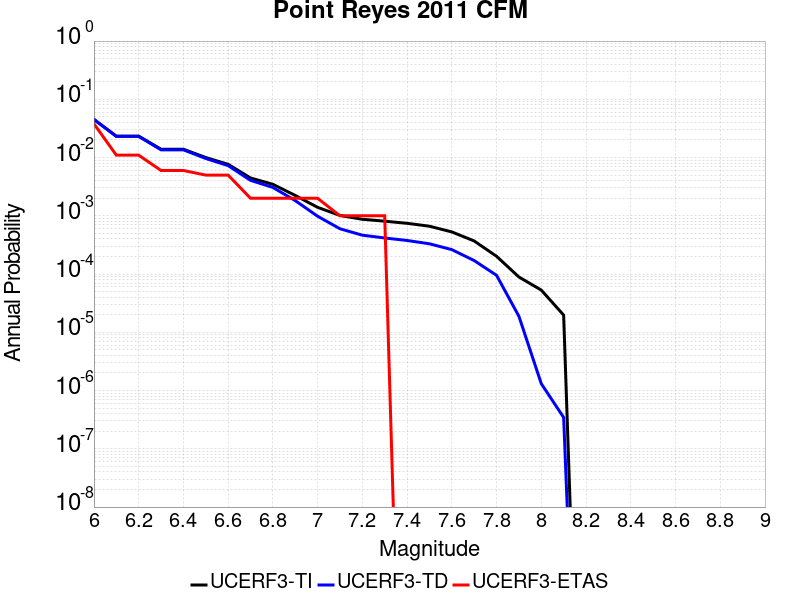 Point Reyes 2011 CFM
10^0
10^-1
10^-2
10^-3
10^-4
10^-5
10^-6
10^-7
10^-8
Annual Probability
6 6.2 6.4 6.6 6.8 7 7.2 7.4 7.6 7.8 8 8.2 8.4 8.6 8.8 9
Magnitude
UCERF3-TI UCERF3-TD UCERF3-ETAS